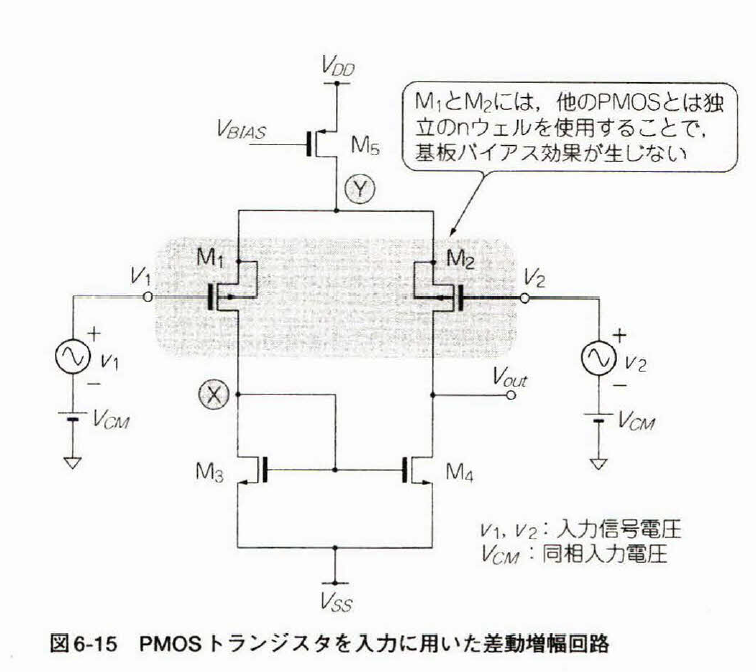 V_DD
M₁とM₂には，他のPMOSとは独
立のnウェルを使用することで，
基板バイアス効果が生じない
V_BIAS
M₅
Y
M₁
M₂
V₁
V₂
+
v₁
−
V_CM
+
v₂
−
V_CM
X
V_out
M₃
M₄
v₁, v₂：入力信号電圧
V_CM：同相入力電圧
V_SS
図6-15 PMOSトランジスタを入力に用いた差動増幅回路